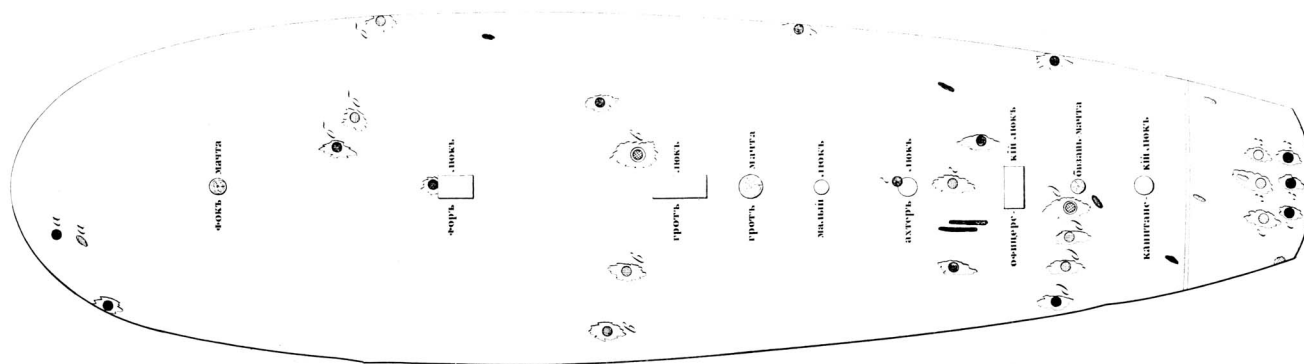 фокъ мачта
форъ люкъ
гротъ люкъ
гротъ мачта
малый люкъ
ахтеръ люкъ
офицерс- кій люкъ
бизань мачта
капитанс- кій люкъ